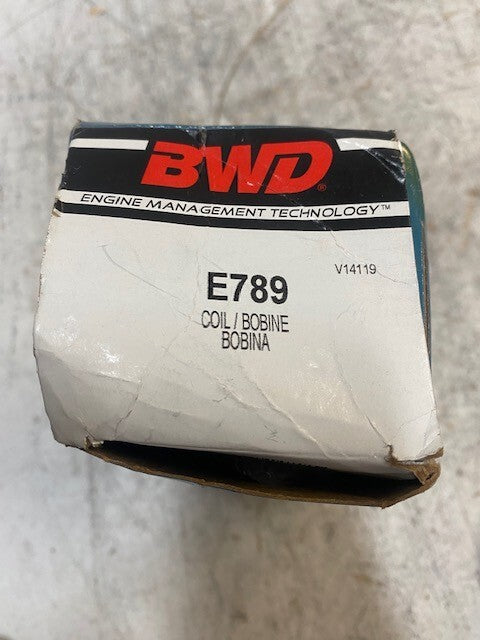 BWD®
ENGINE MANAGEMENT TECHNOLOGY™
V14119
E789
COIL / BOBINE
BOBINA